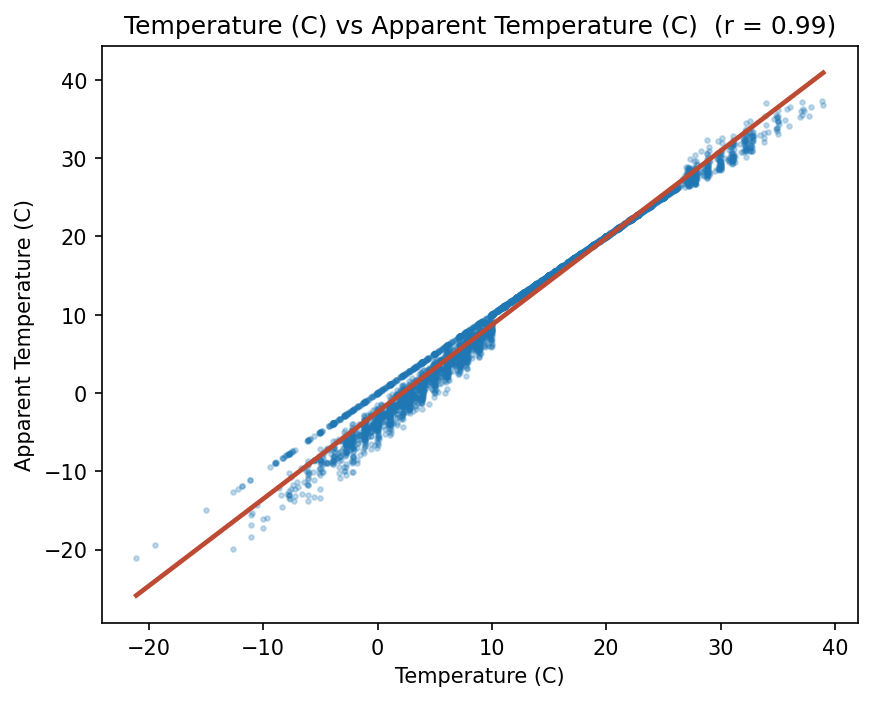 Temperature (C) vs Apparent Temperature (C)  (r = 0.99)
40
30
20
10
0
−10
−20
Apparent Temperature (C)
−20 −10 0 10 20 30 40
Temperature (C)